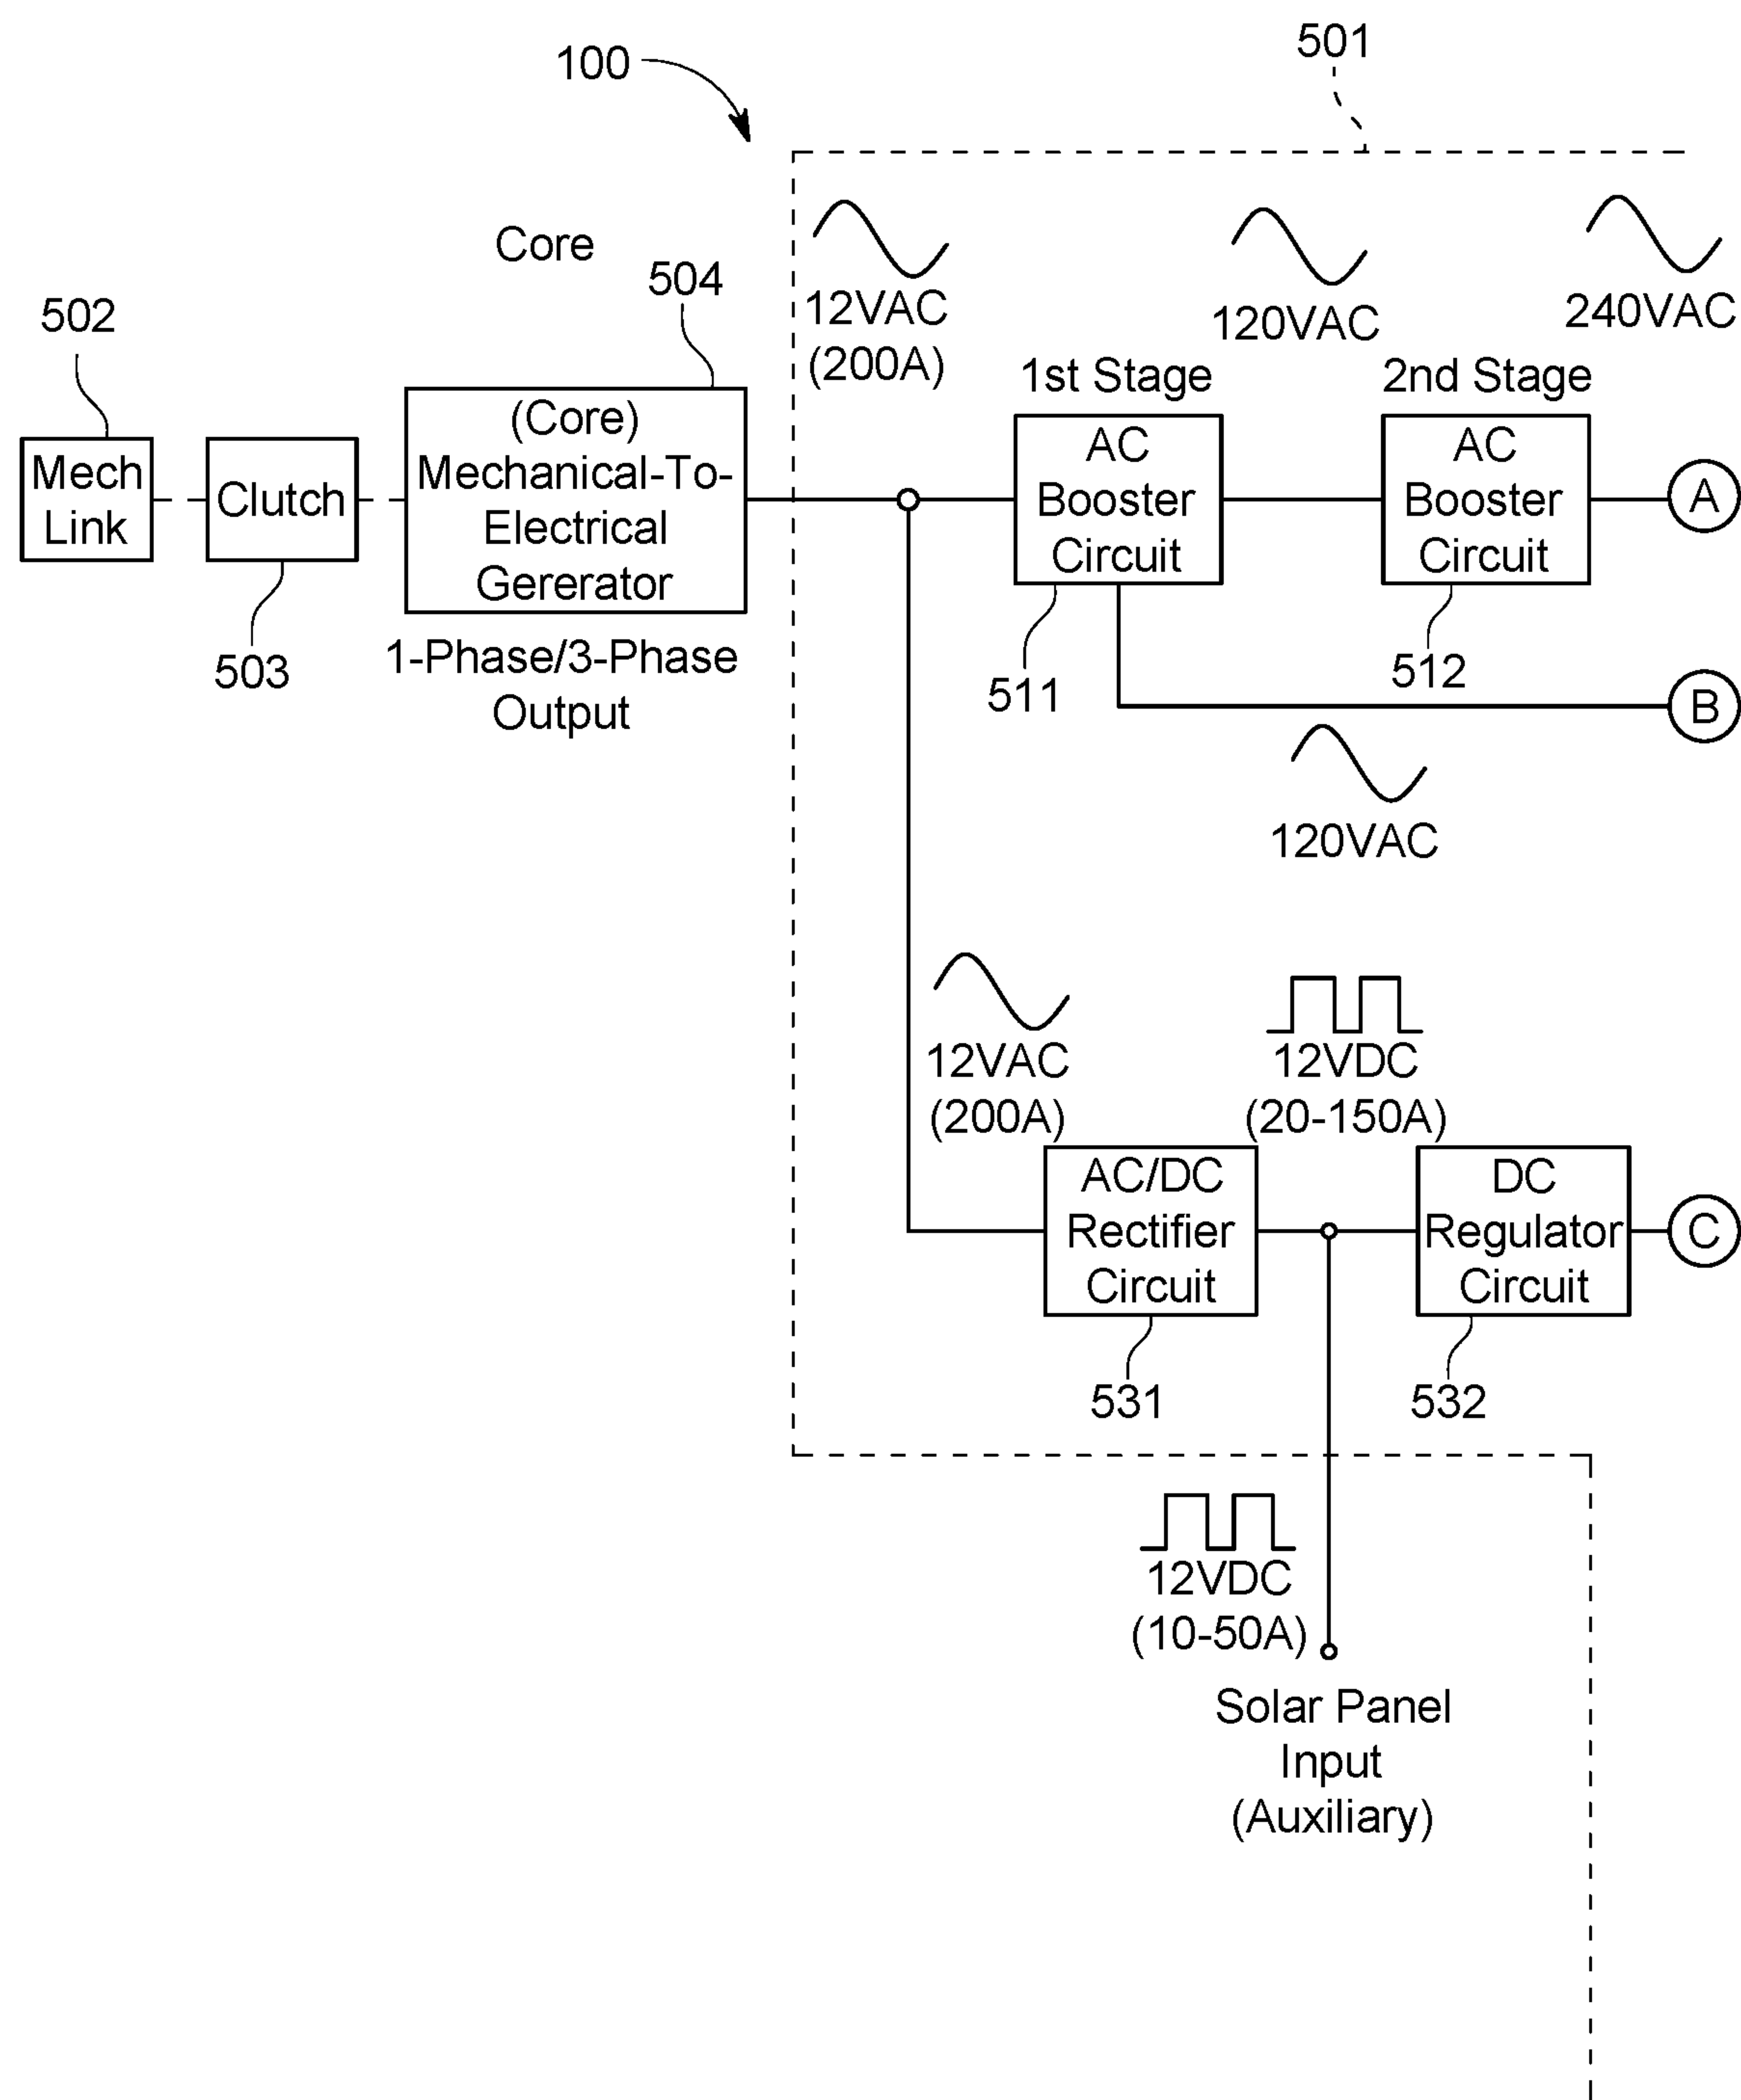 501
100
Core
504
502
12VAC
(200A)
120VAC
240VAC
1st Stage
2nd Stage
Mech
Link
Clutch
(Core)
Mechanical-To-
Electrical
Gererator
AC
Booster
Circuit
AC
Booster
Circuit
A
503
1-Phase/3-Phase
Output
511
512
B
120VAC
12VAC
(200A)
12VDC
(20-150A)
AC/DC
Rectifier
Circuit
DC
Regulator
Circuit
C
531
532
12VDC
(10-50A)
Solar Panel
Input
(Auxiliary)